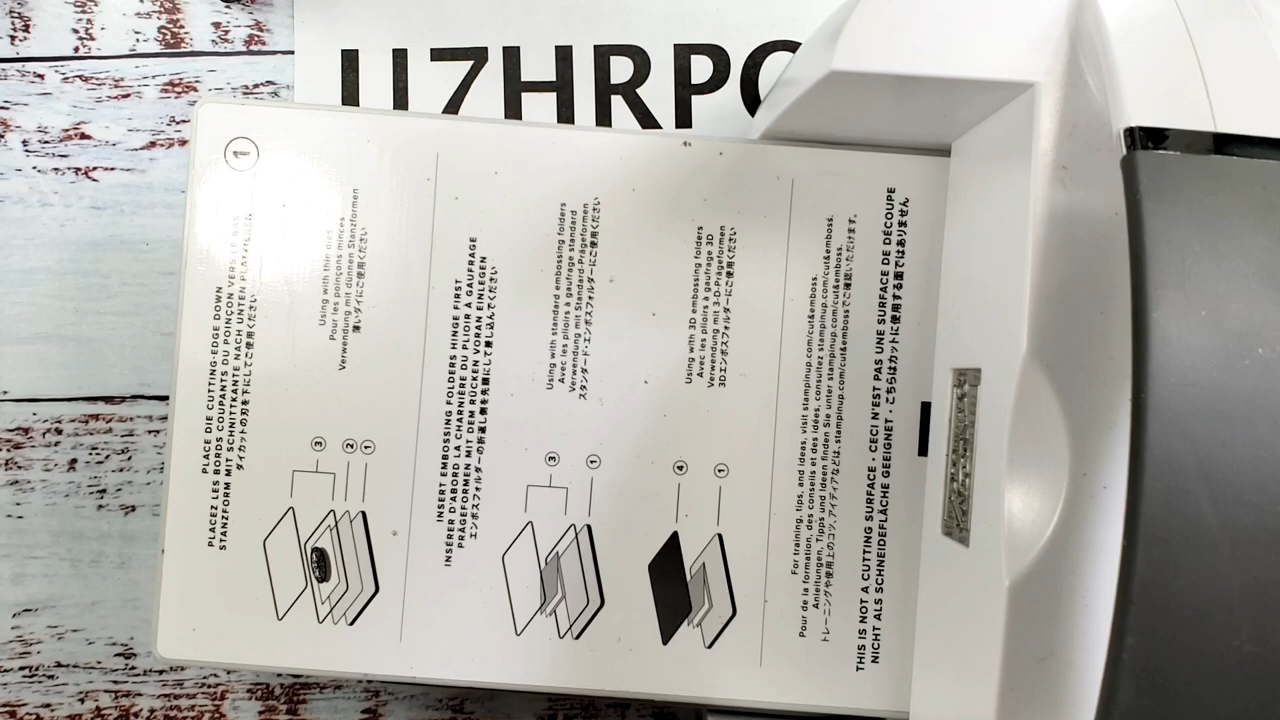 1
PLACE DIE CUTTING-EDGE DOWN
PLACEZ LES BORDS COUPANTS DU POINÇON VERS LE BAS
STANZFORM MIT SCHNITTKANTE NACH UNTEN PLATZIEREN
ダイカットの刃を下にしてご使用ください
Using with thin dies
Pour les poinçons minces
Verwendung mit dünnen Stanzformen
薄いダイにご使用ください
3
2
1
INSERT EMBOSSING FOLDERS HINGE FIRST
INSÉRER D'ABORD LA CHARNIÈRE DU PLIOIR À GAUFRAGE
PRÄGEFORMEN MIT DEM RÜCKEN VORAN EINLEGEN
エンボスフォルダーの折返し側を先頭にして差し込んでください
Using with standard embossing folders
Avec les plioirs à gaufrage standard
Verwendung mit Standard-Prägeformen
スタンダード・エンボスフォルダーにご使用ください
3
1
Using with 3D embossing folders
Avec les plioirs à gaufrage 3D
Verwendung mit 3-D-Prägeformen
3Dエンボスフォルダーにご使用ください
4
1
For training, tips, and ideas, visit stampinup.com/cut&emboss.
Pour de la formation, des conseils et des idées, consultez stampinup.com/cut&emboss.
Anleitungen, Tipps und Ideen finden Sie unter stampinup.com/cut&emboss.
トレーニングや使用上のコツ、アイディアなどは、stampinup.com/cut&embossでご確認いただけます。
THIS IS NOT A CUTTING SURFACE • CECI N'EST PAS UNE SURFACE DE DÉCOUPE
NICHT ALS SCHNEIDEFLÄCHE GEEIGNET • こちらはカットに使用する面ではありません